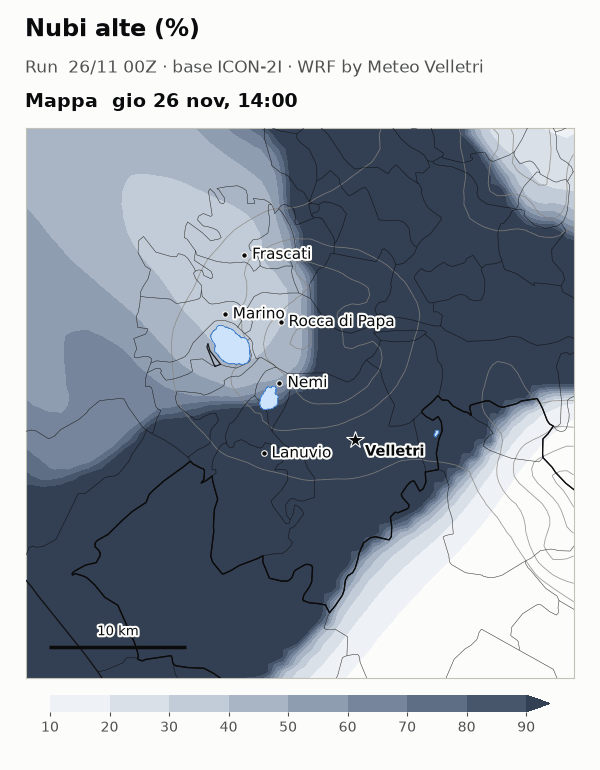 Nubi alte (%)
Run  26/11 00Z · base ICON-2I · WRF by Meteo Velletri
Mappa  gio 26 nov, 14:00
Frascati
Marino
Rocca di Papa
Nemi
Velletri
Lanuvio
10 km
10 20 30 40 50 60 70 80 90